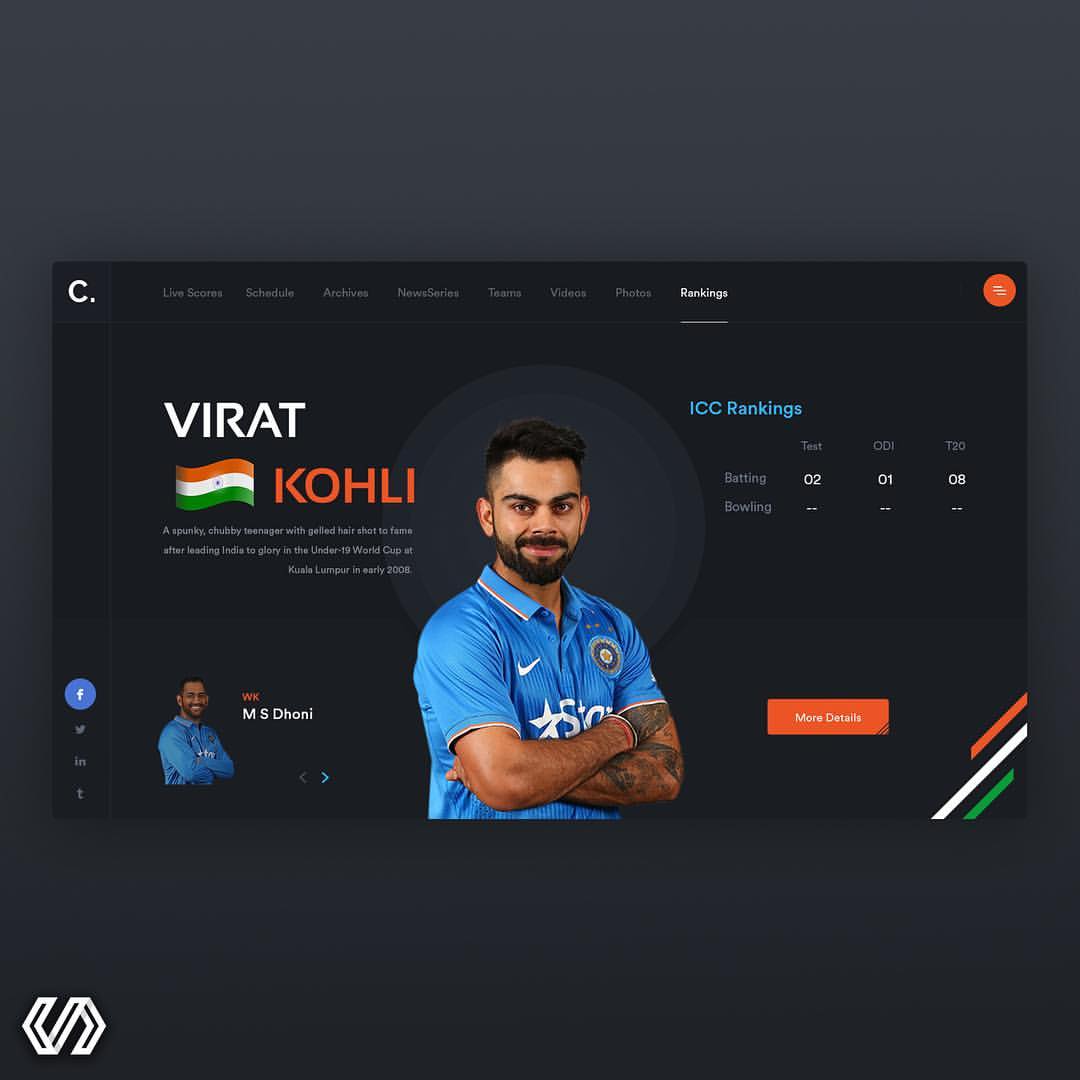 C.
Live Scores Schedule Archives NewsSeries Teams Videos Photos Rankings
VIRAT
KOHLI
A spunky, chubby teenager with gelled hair shot to fame
after leading India to glory in the Under-19 World Cup at
Kuala Lumpur in early 2008.
ICC Rankings
Test ODI T20
Batting 02 01 08
Bowling -- -- --
f
in
t
WK
M S Dhoni
Star
More Details